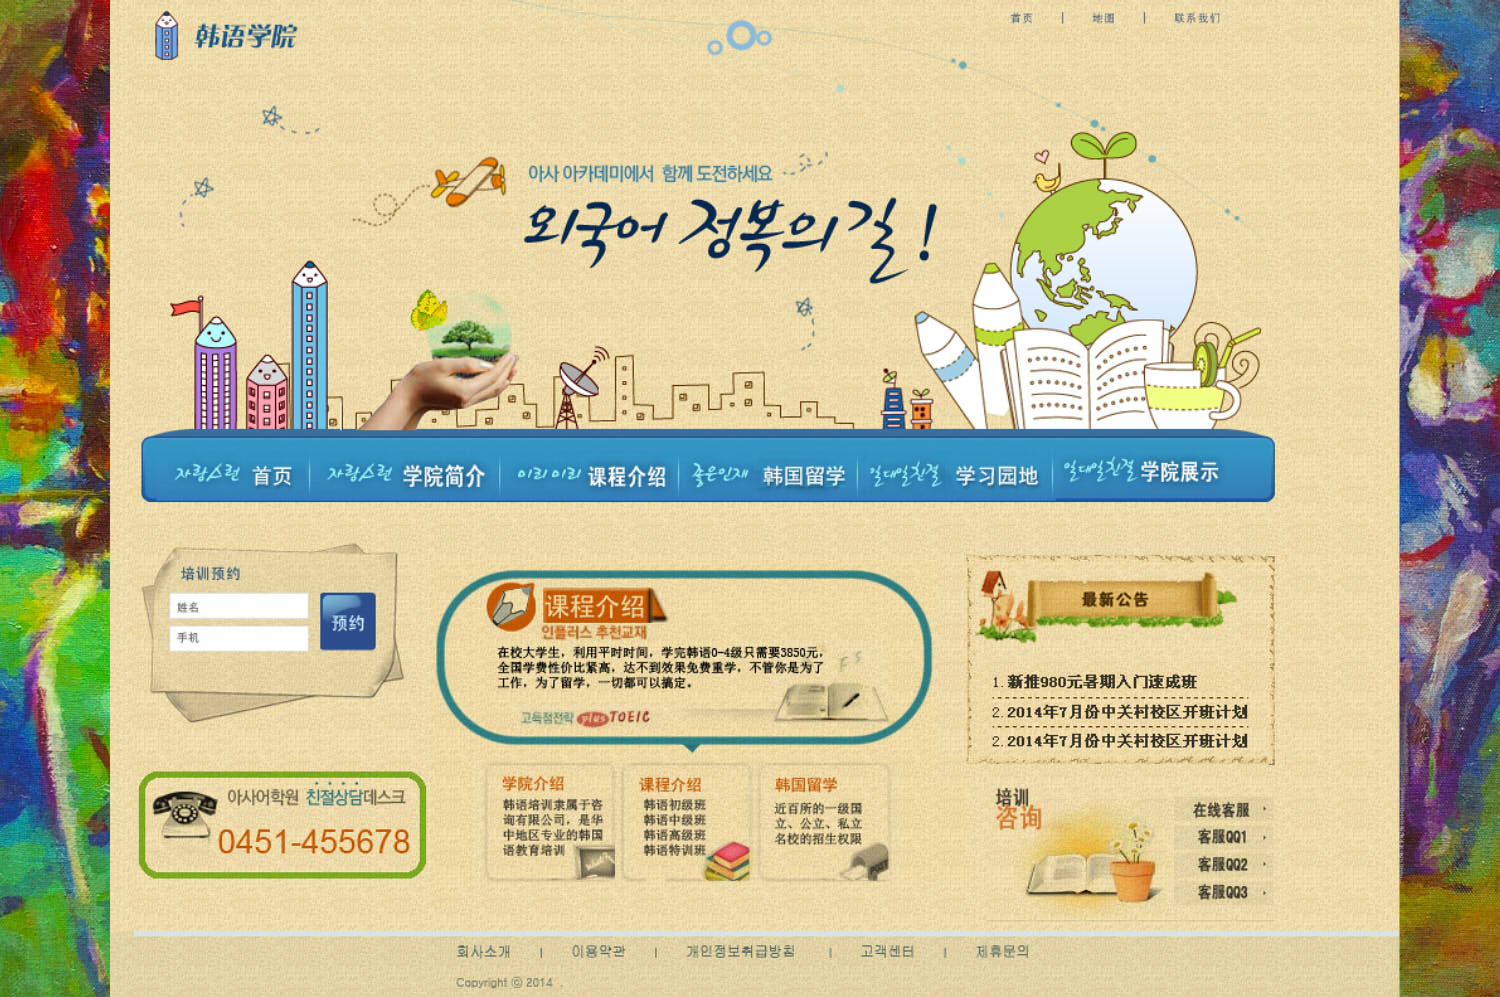 韩语学院
首页 | 地图 | 联系我们
아사 아카데미에서 함께 도전하세요
외국어 정복의 길!
자랑스런 首页
자랑스런 学院简介
이리 이리 课程介绍
좋은인재 韩国留学
일대일친절 学习园地
일대일친절 学院展示
培训预约
姓名
手机
预约
课程介绍
인플러스 추천교재
在校大学生，利用平时时间，学完韩语0-4级只需要3850元，
全国学费性价比紧高，达不到效果免费重学，不管你是为了
工作，为了留学，一切都可以搞定。
고득점전략 plus TOEIC
最新公告
1. 新推980元暑期入门速成班
2. 2014年7月份中关村校区开班计划
2. 2014年7月份中关村校区开班计划
아사어학원 친절상담데스크
0451-455678
学院介绍
韩语培训隶属于咨
询有限公司，是华
中地区专业的韩国
语教育培训
课程介绍
韩语初级班
韩语中级班
韩语高级班
韩语特训班
韩国留学
近百所的一级国
立、公立、私立
名校的招生权限
培训
咨询
在线客服
客服QQ1
客服QQ2
客服QQ3
회사소개 | 이용약관 | 개인정보취급방침 | 고객센터 | 제휴문의
Copyright ⓒ 2014 .